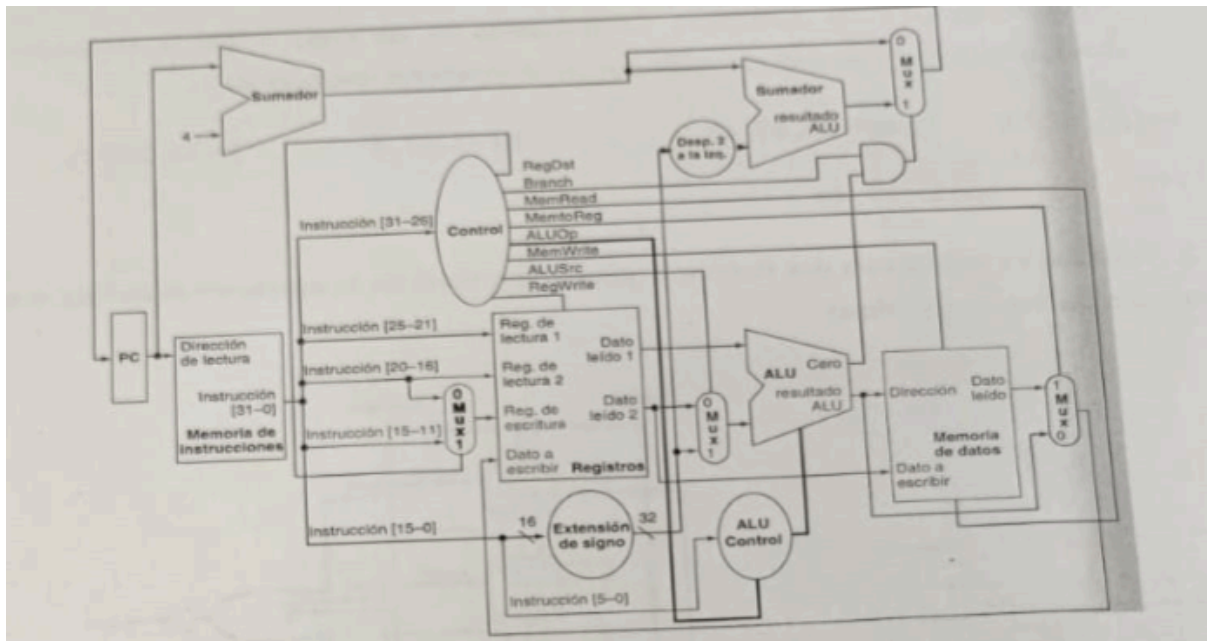 0
M
u
x
1
Sumador
4
Sumador
resultado
ALU
Desp. 2
a la izq.
RegDst
Branch
MemRead
MemtoReg
ALUOp
MemWrite
ALUSrc
RegWrite
Control
Instrucción [31–26]
PC
Dirección
de lectura
Instrucción
[31–0]
Memoria de
instrucciones
Instrucción [25–21]
Instrucción [20–16]
Instrucción [15–11]
0
M
u
x
1
Reg. de
lectura 1
Reg. de
lectura 2
Reg. de
escritura
Dato a
escribir
Dato
leído 1
Dato
leído 2
Registros
0
M
u
x
1
ALU
Cero
resultado
ALU
Dirección
Dato
leído
Memoria
de datos
Dato a
escribir
1
M
u
x
0
Instrucción [15–0]
16
Extensión
de signo
32
ALU
Control
Instrucción [5–0]